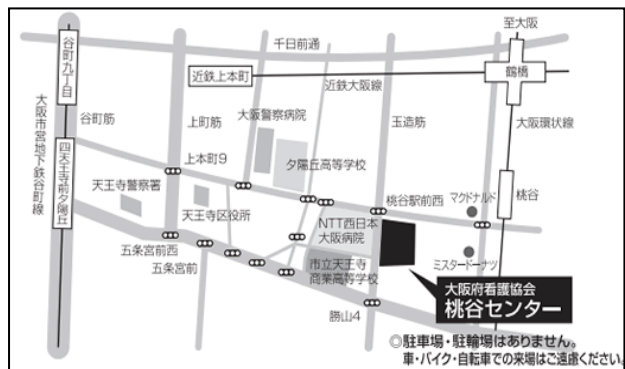 至大阪
千日前通
谷町九丁目
近鉄上本町
鶴橋
近鉄大阪線
大阪市営地下鉄谷町線
谷町筋
上町筋
大阪警察病院
玉造筋
大阪環状線
四天王寺前夕陽丘
上本町9
夕陽丘高等学校
天王寺警察署
天王寺区役所
桃谷駅前西
マクドナルド
桃谷
NTT西日本
大阪病院
五条宮前西
五条宮前
市立天王寺
商業高等学校
ミスタードーナツ
大阪府看護協会
桃谷センター
勝山4
◎駐車場・駐輪場はありません。
車・バイク・自転車での来場はご遠慮ください。